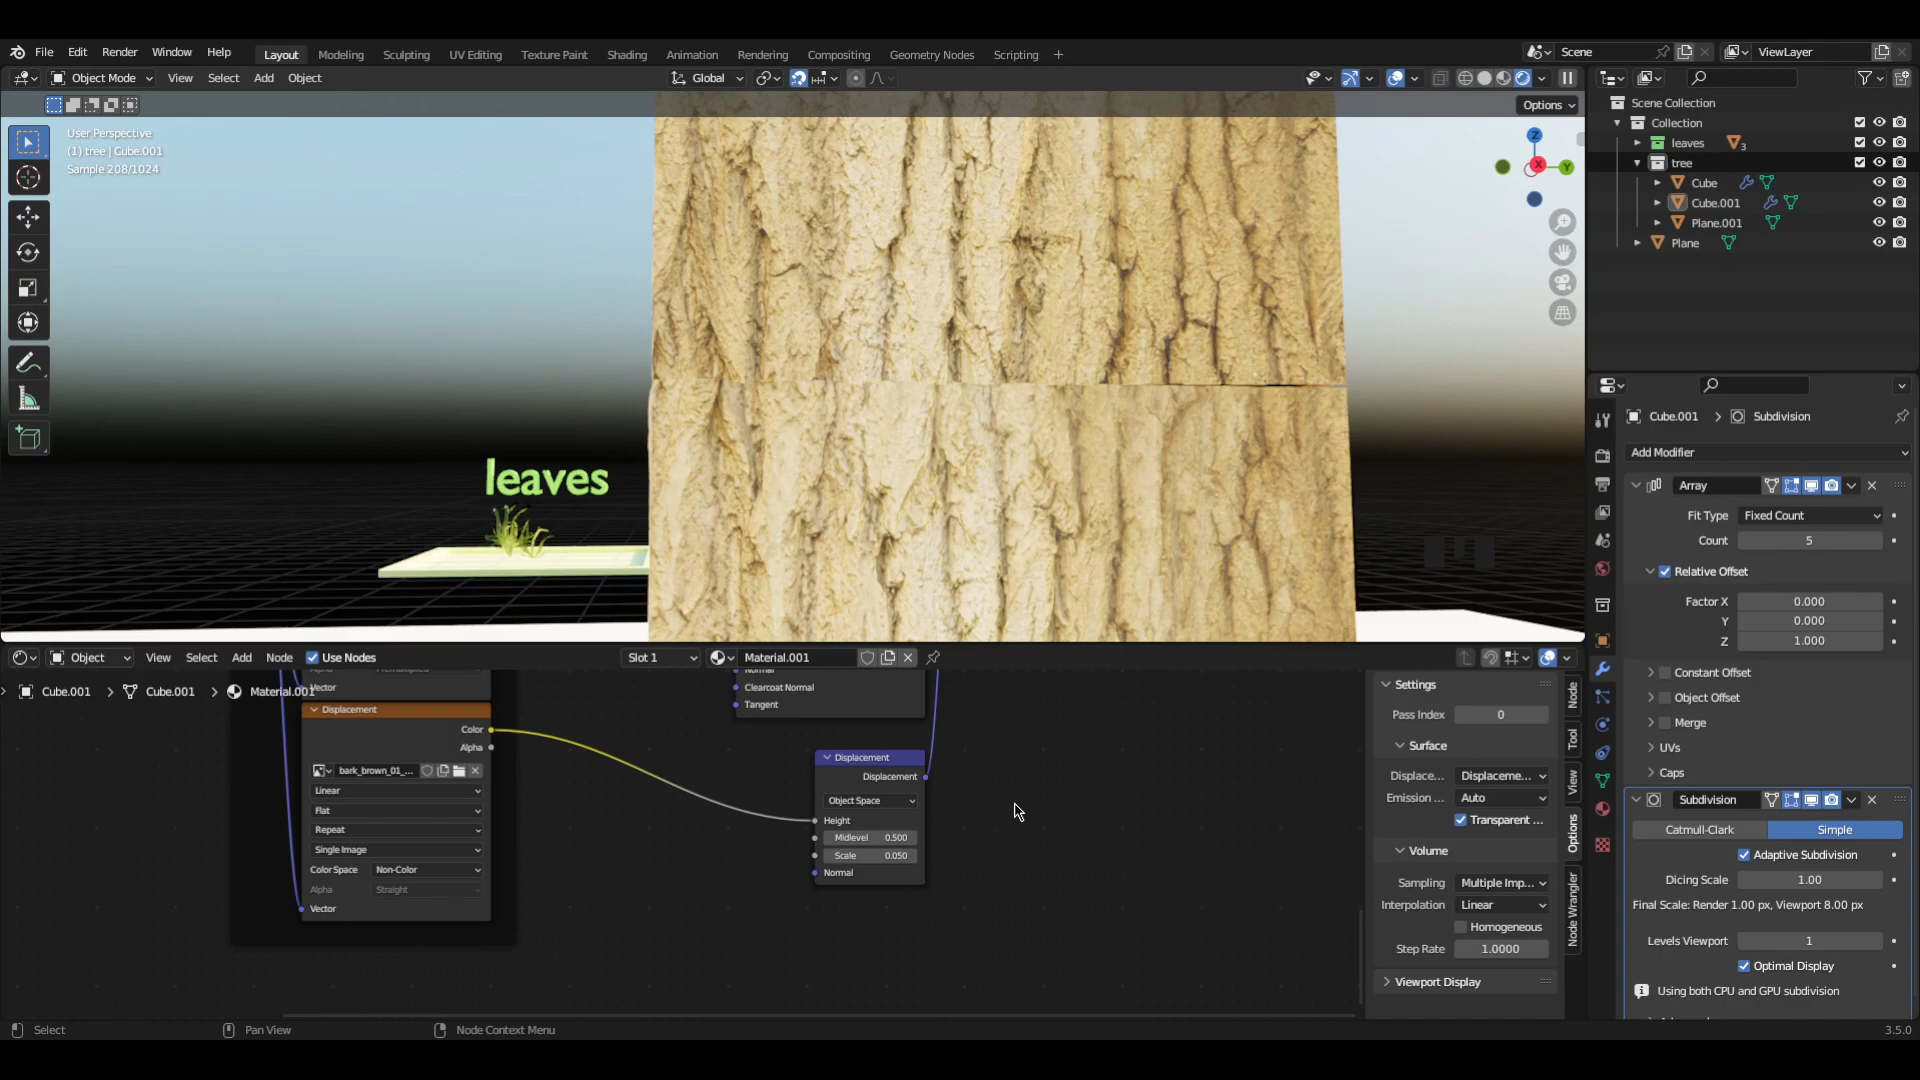 File Edit Render Window Help Layout Modeling Sculpting UV Editing Texture Paint Shading Animation Rendering Compositing Geometry Nodes Scripting + Scene ViewLayer
Object Mode View Select Add Object Global
Options
User Perspective
(1) tree | Cube.001
Sample 208/1024
Z
X
Y
leaves
Scene Collection
Collection
leaves 3
tree
Cube
Cube.001
Plane.001
Plane
Cube.001 > Subdivision
Add Modifier
Array
Fit Type Fixed Count
Count 5
Relative Offset
Factor X 0.000
Y 0.000
Z 1.000
Constant Offset
Object Offset
Merge
UVs
Caps
Subdivision
Catmull-Clark Simple
Adaptive Subdivision
Dicing Scale 1.00
Final Scale: Render 1.00 px, Viewport 8.00 px
Levels Viewport 1
Optimal Display
Using both CPU and GPU subdivision
Object View Select Add Node Use Nodes Slot 1 Material.001
Cube.001 > Cube.001 > Material.001
Vector
Displacement
Color
Alpha
bark_brown_01_...
Linear
Flat
Repeat
Single Image
Color Space Non-Color
Alpha Straight
Vector
Normal
Clearcoat Normal
Tangent
Displacement
Displacement
Object Space
Height
Midlevel 0.500
Scale 0.050
Normal
Settings
Pass Index 0
Surface
Displace... Displaceme...
Emission ... Auto
Transparent ...
Volume
Sampling Multiple Imp...
Interpolation Linear
Homogeneous
Step Rate 1.0000
Viewport Display
Node
Tool
View
Options
Node Wrangler
Select Pan View Node Context Menu 3.5.0